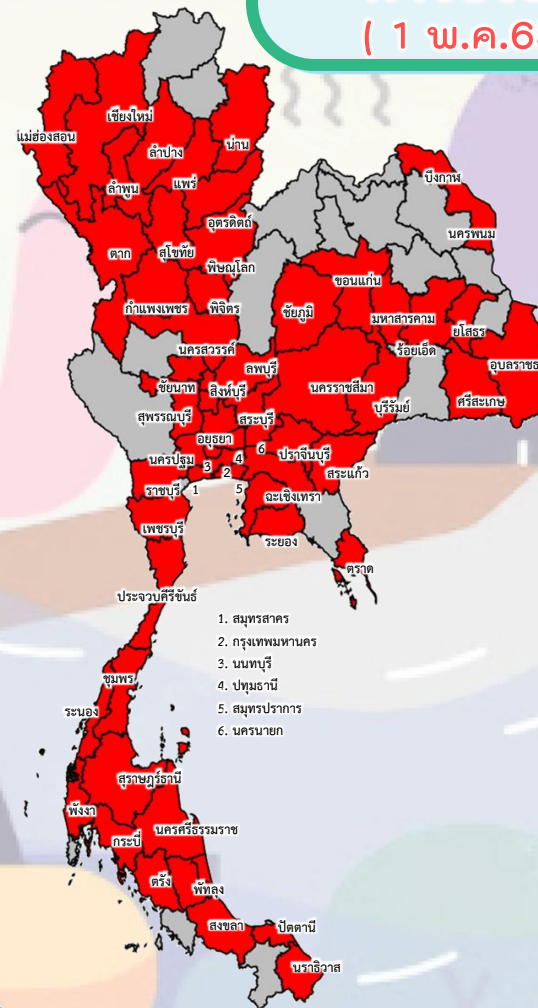 ( 1 พ.ค.6
เชียงใหม่
แม่ฮ่องสอน
ลำปาง
น่าน
ลำพูน
แพร่
บึงกาฬ
อุตรดิตถ์
นครพนม
ตาก
สุโขทัย
พิษณุโลก
ขอนแก่น
กำแพงเพชร
พิจิตร
ชัยภูมิ
มหาสารคาม
ยโสธร
นครสวรรค์
ร้อยเอ็ด
ลพบุรี
อุบลราชธ
ชัยนาท
สิงห์บุรี
นครราชสีมา
สุพรรณบุรี
สระบุรี
บุรีรัมย์
ศรีสะเกษ
อยุธยา
6
ปราจีนบุรี
นครปฐม
3
4
2
สระแก้ว
ราชบุรี
1
5
ฉะเชิงเทรา
เพชรบุรี
ระยอง
ตราด
ประจวบคีรีขันธ์
1. สมุทรสาคร
2. กรุงเทพมหานคร
3. นนทบุรี
4. ปทุมธานี
5. สมุทรปราการ
6. นครนายก
ชุมพร
ระนอง
สุราษฎร์ธานี
พังงา
กระบี่
นครศรีธรรมราช
ตรัง
พัทลุง
สงขลา
ปัตตานี
นราธิวาส